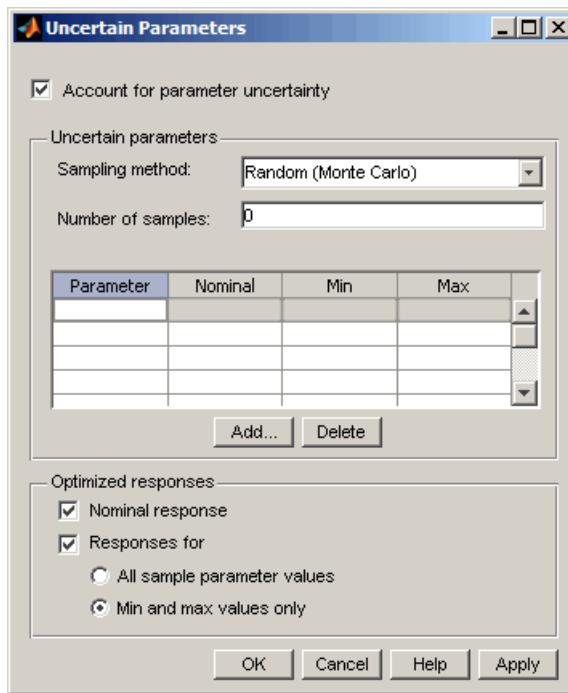 Uncertain Parameters
Account for parameter uncertainty
Uncertain parameters
Sampling method: Random (Monte Carlo)
Number of samples: 0
Parameter Nominal Min Max
Add... Delete
Optimized responses
Nominal response
Responses for
All sample parameter values
Min and max values only
OK Cancel Help Apply